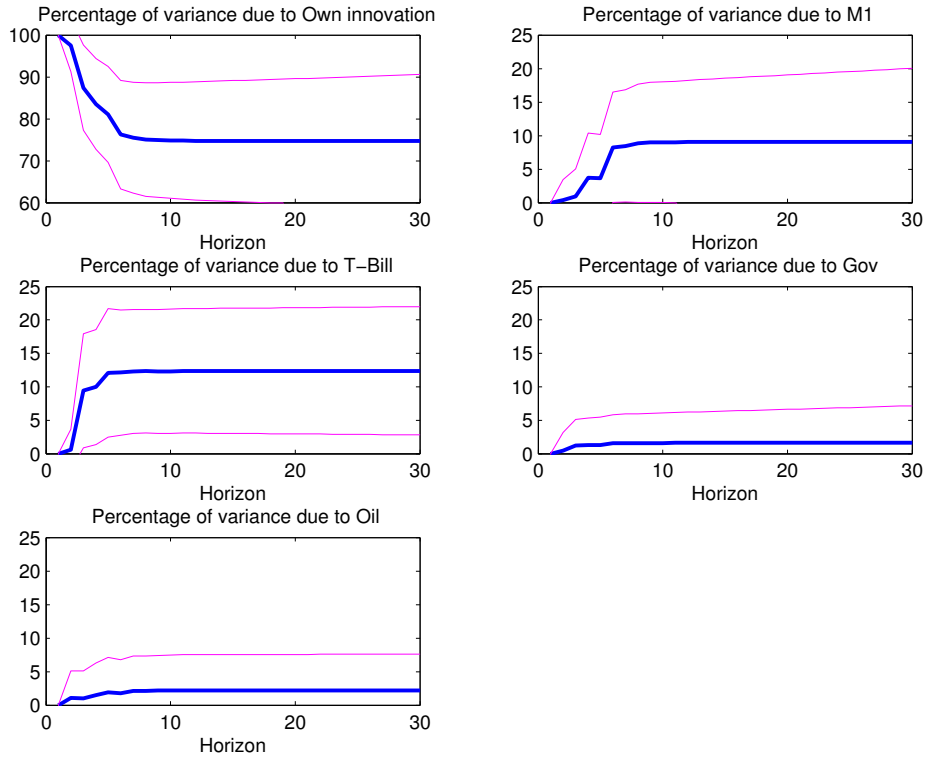 Percentage of variance due to Own innovation
100
90
80
70
60
0 10 20 30
Horizon
Percentage of variance due to M1
25
20
15
10
5
0
0 10 20 30
Horizon
Percentage of variance due to T−Bill
25
20
15
10
5
0
0 10 20 30
Horizon
Percentage of variance due to Gov
25
20
15
10
5
0
0 10 20 30
Horizon
Percentage of variance due to Oil
25
20
15
10
5
0
0 10 20 30
Horizon